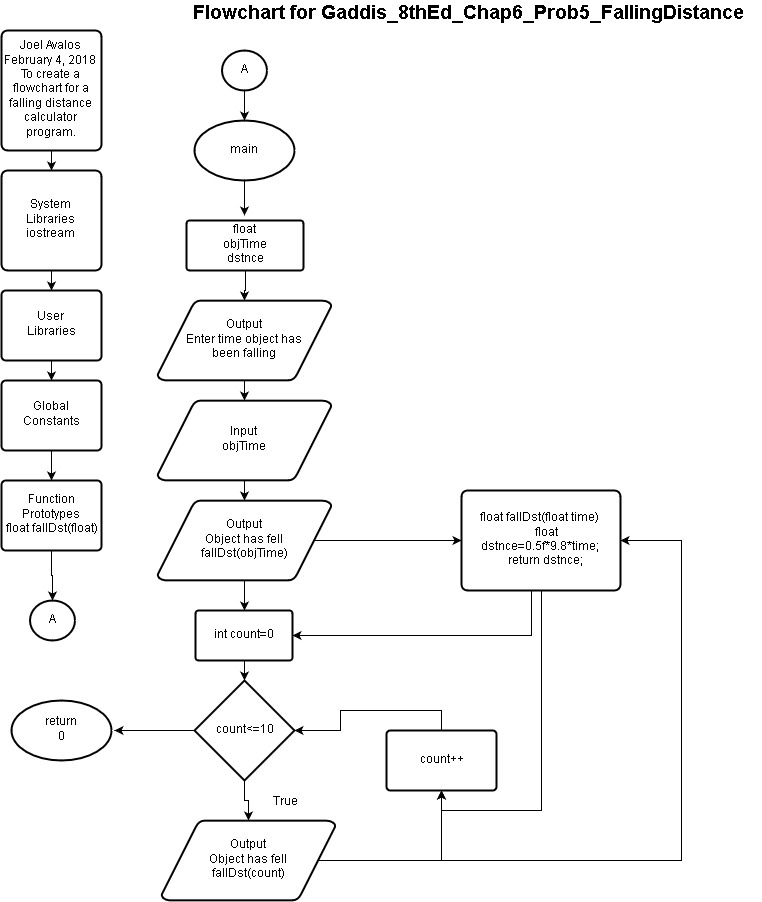 Flowchart for Gaddis_8thEd_Chap6_Prob5_FallingDistance
Joel Avalos
February 4, 2018
To create a
flowchart for a
falling distance
calculator
program.
System
Libraries
iostream
User
Libraries
Global
Constants
Function
Prototypes
float fallDst(float)
A
A
main
float
objTime
dstnce
Output
Enter time object has
been falling
Input
objTime
Output
Object has fell
fallDst(objTime)
float fallDst(float time)
float
dstnce=0.5f*9.8*time;
return dstnce;
int count=0
count<=10
return
0
count++
True
Output
Object has fell
fallDst(count)